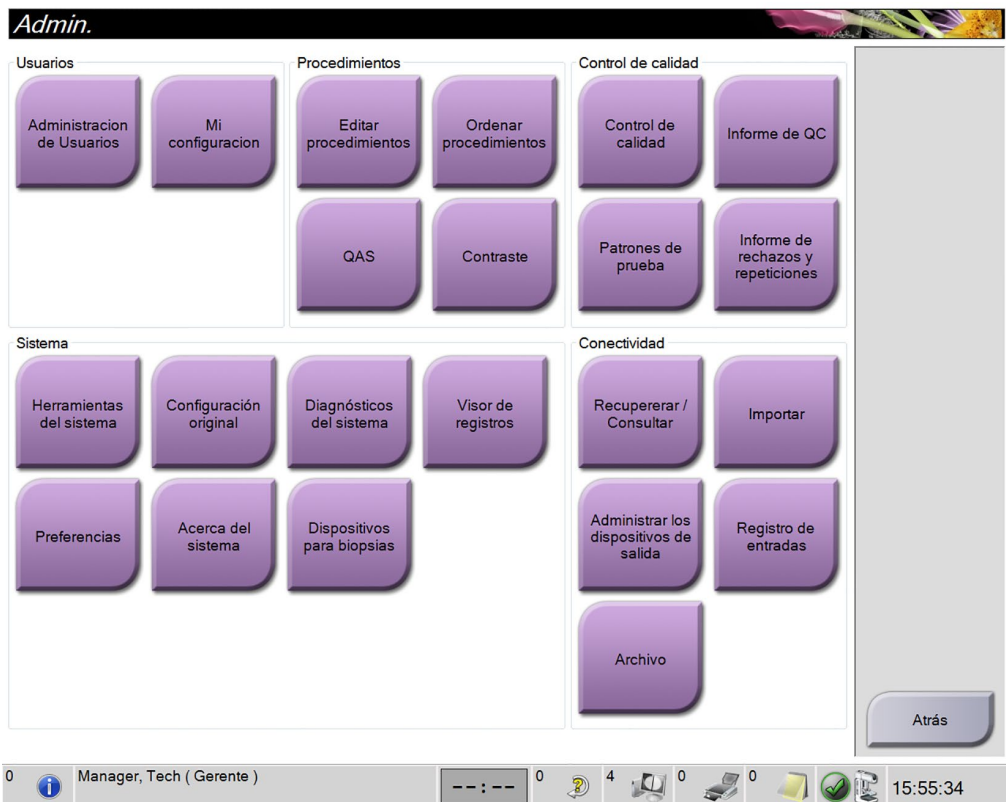 Admin.
Usuarios
Administracion
de Usuarios
Mi
configuracion
Procedimientos
Editar
procedimientos
Ordenar
procedimientos
QAS
Contraste
Control de calidad
Control de
calidad
Informe de QC
Patrones de
prueba
Informe de
rechazos y
repeticiones
Sistema
Herramientas
del sistema
Configuración
original
Diagnósticos
del sistema
Visor de
registros
Preferencias
Acerca del
sistema
Dispositivos
para biopsias
Conectividad
Recupererar /
Consultar
Importar
Administrar los
dispositivos de
salida
Registro de
entradas
Archivo
Atrás
0
Manager, Tech ( Gerente )
--:--
0
4
0
0
15:55:34